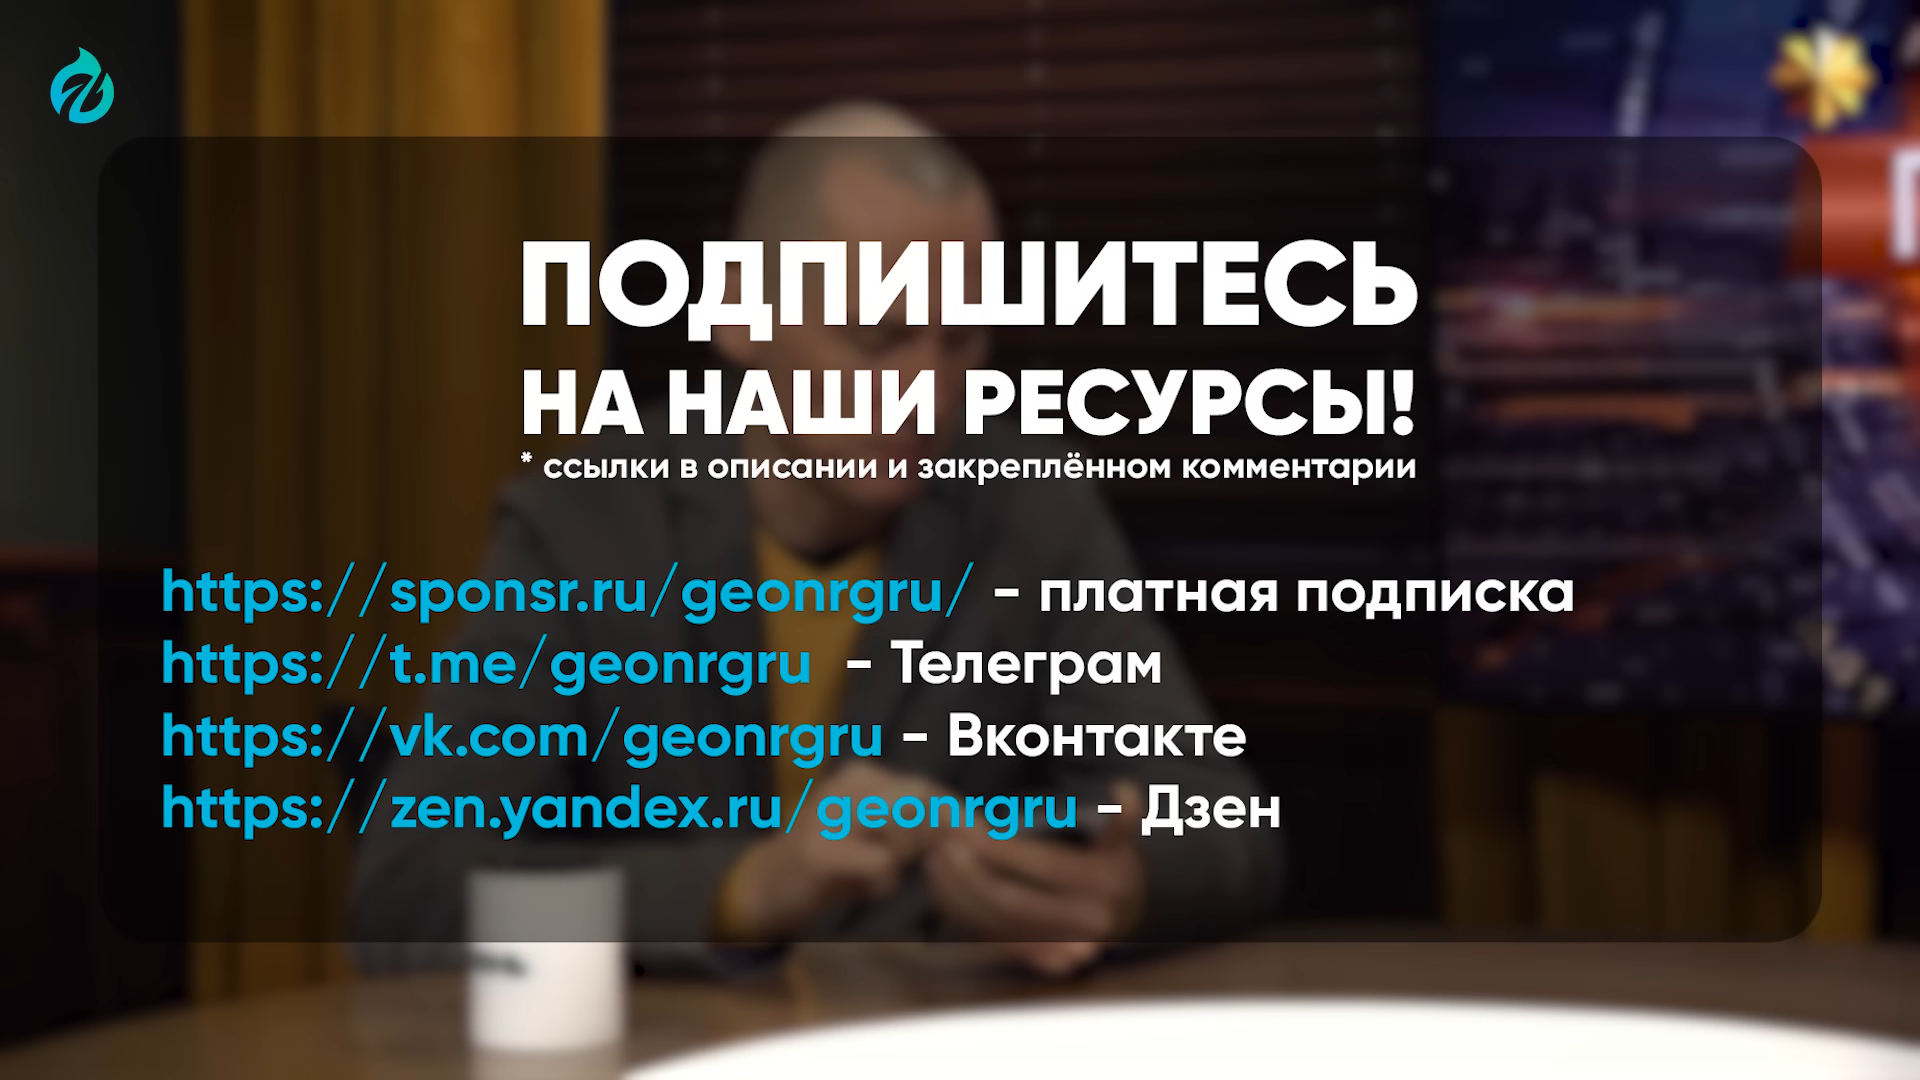 ПОДПИШИТЕСЬ
НА НАШИ РЕСУРСЫ!
* ссылки в описании и закреплённом комментарии
https://sponsr.ru/geonrgru/ - платная подписка
https://t.me/geonrgru - Телеграм
https://vk.com/geonrgru - Вконтакте
https://zen.yandex.ru/geonrgru - Дзен